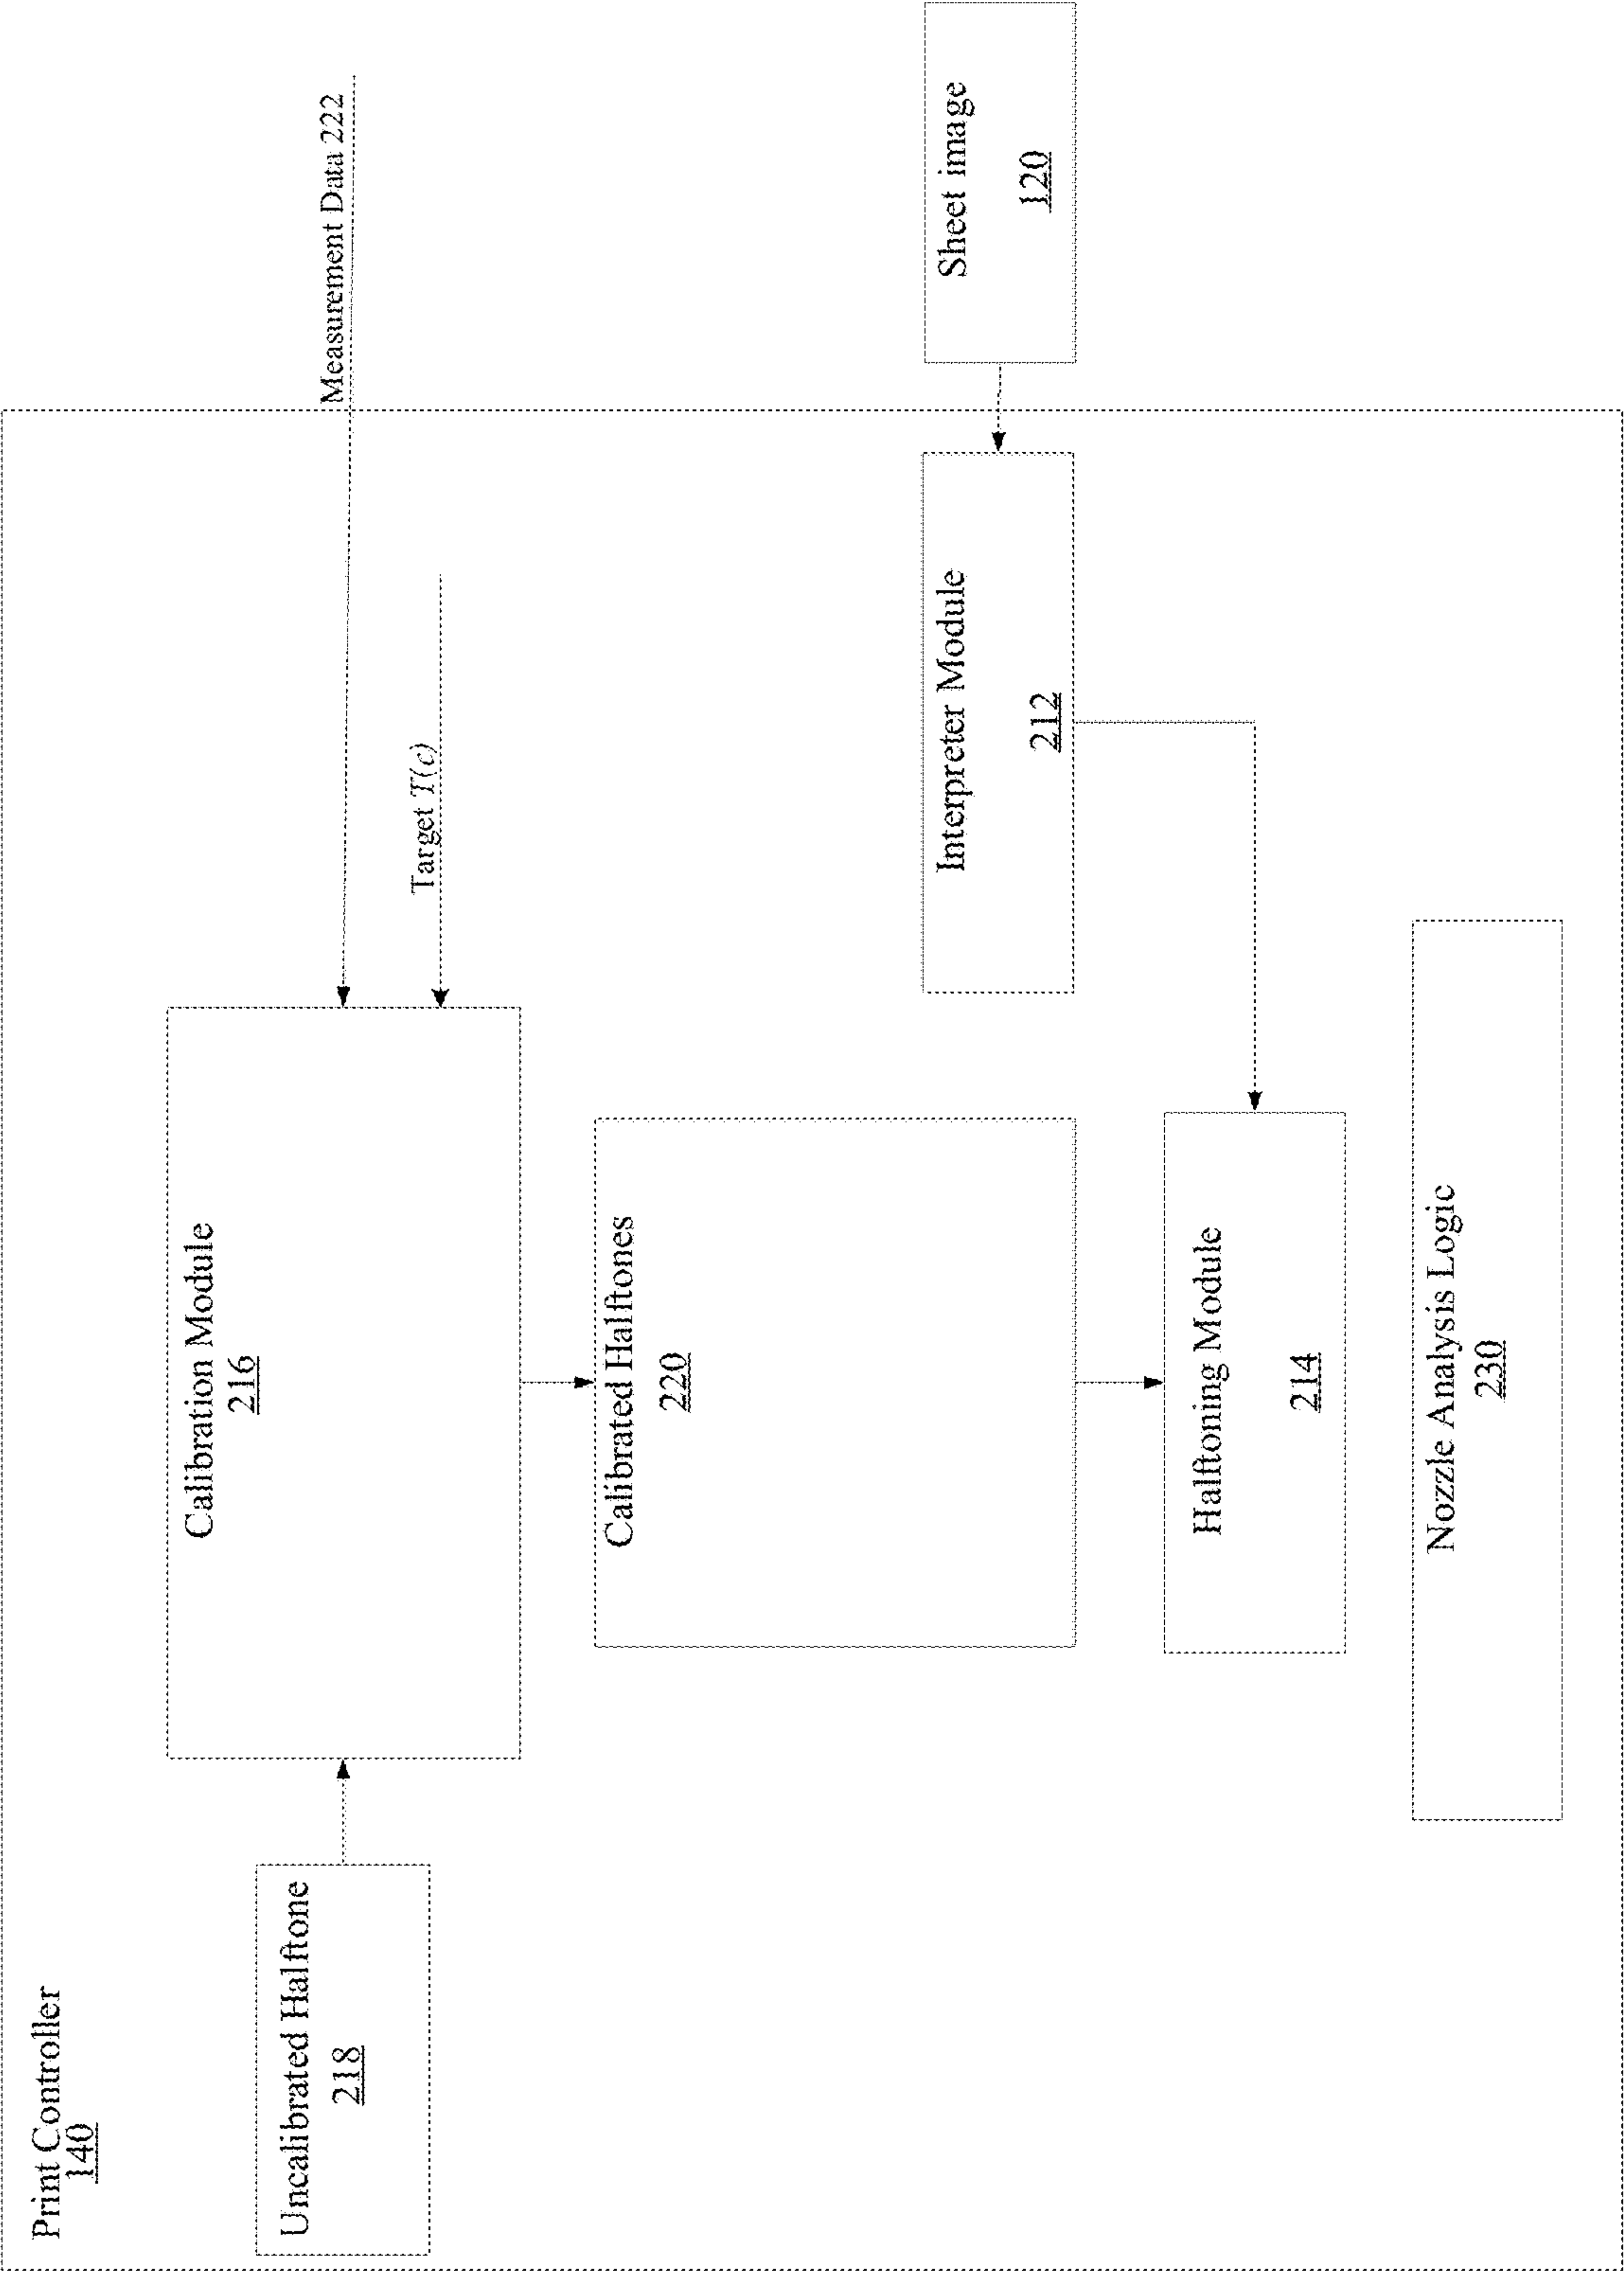 Print Controller
140
Uncalibrated Halftone
218
Calibration Module
216
Measurement Data 222
Target T(c)
Calibrated Halftones
220
Interpreter Module
212
Sheet image
120
Halftoning Module
214
Nozzle Analysis Logic
230